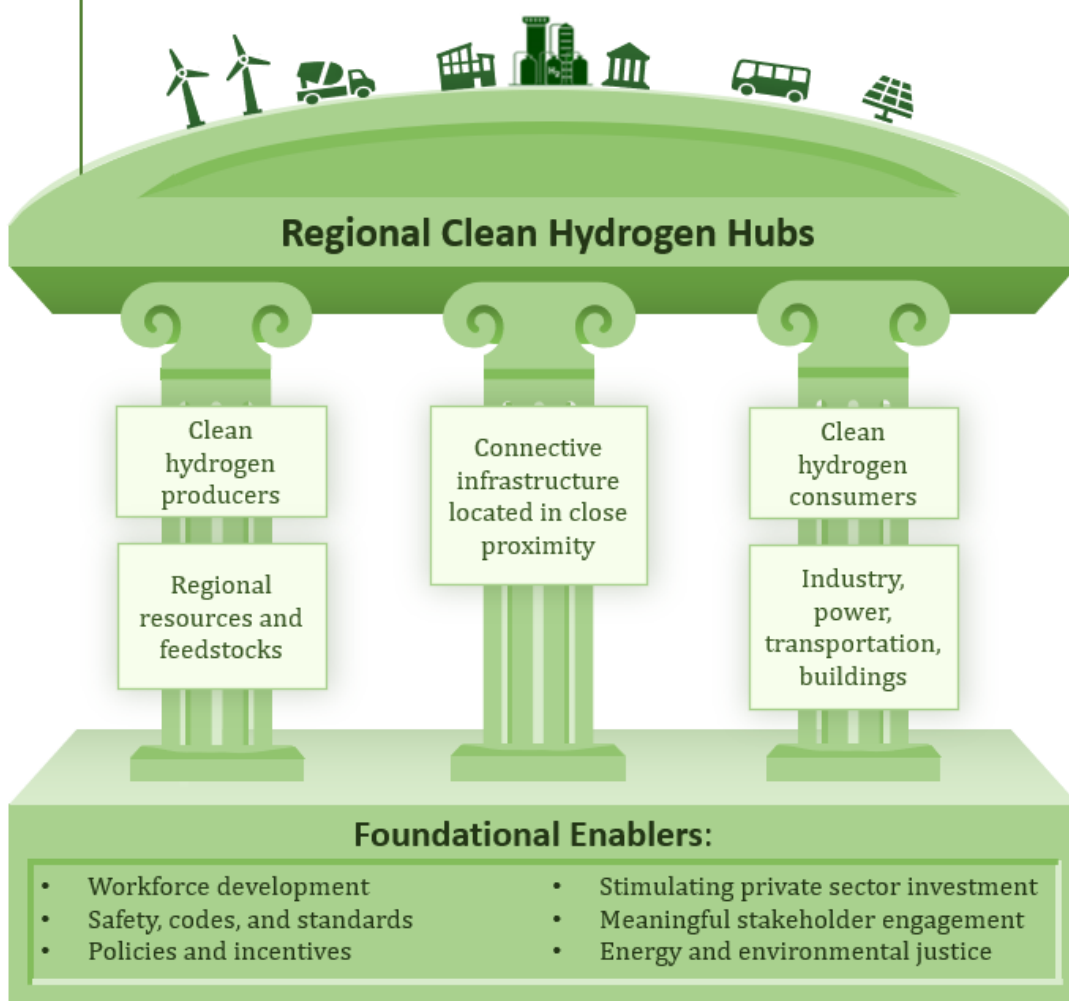 H₂
Regional Clean Hydrogen Hubs
Clean
hydrogen
producers
Regional
resources and
feedstocks
Connective
infrastructure
located in close
proximity
Clean
hydrogen
consumers
Industry,
power,
transportation,
buildings
Foundational Enablers:
• Workforce development
• Safety, codes, and standards
• Policies and incentives
• Stimulating private sector investment
• Meaningful stakeholder engagement
• Energy and environmental justice